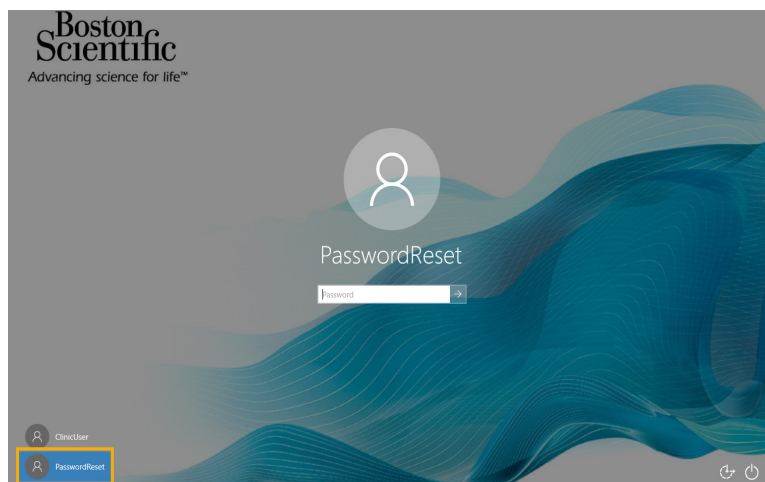 Boston
Scientific
Advancing science for life™
PasswordReset
Password
ClinicUser
PasswordReset